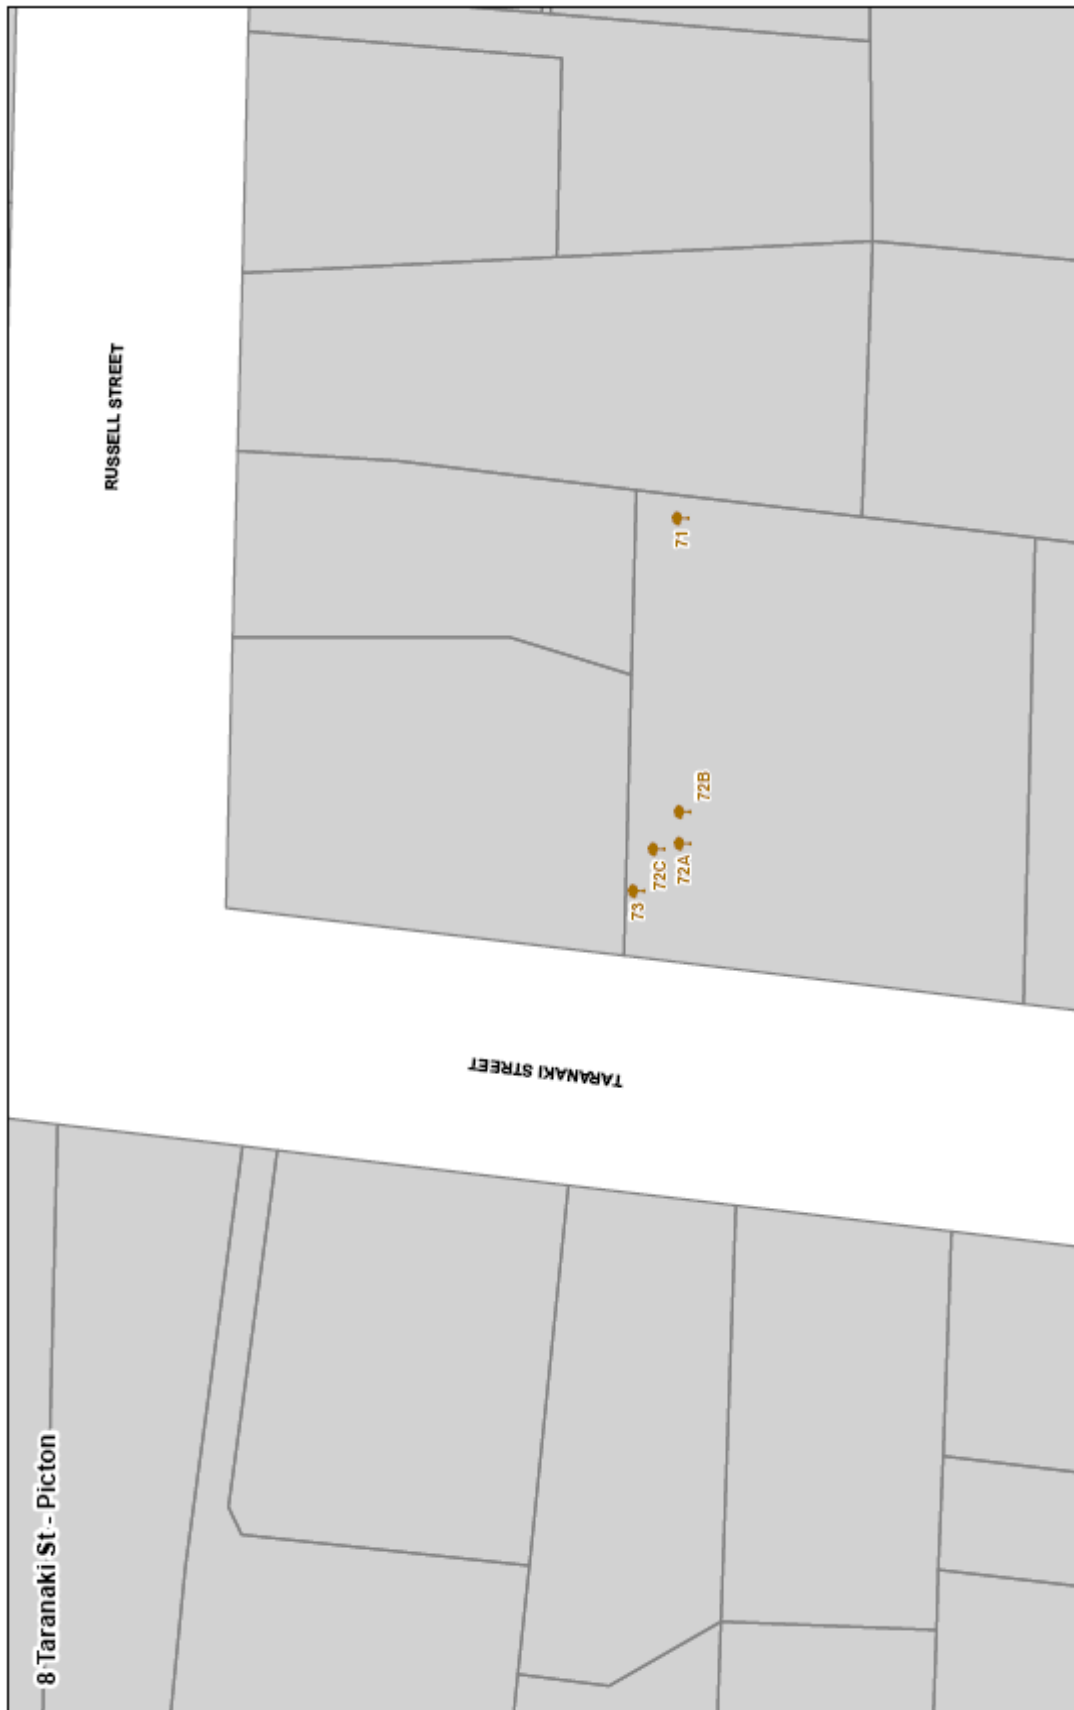 8 Taranaki St - Picton
RUSSELL STREET
71
72B
72C
72A
73
TARANAKI STREET